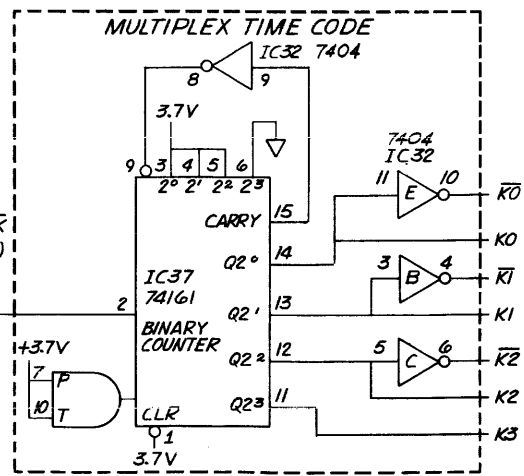 MULTIPLEX TIME CODE
IC32 7404
8
9
3.7V
9 3 4 5 6
2⁰ 2¹ 2² 2³
7404
IC32
11 E 10 K̅0̅
CARRY 15
K0
14
Q2⁰
IC37
74161
3 B 4 K̅1̅
13
Q2¹
K1
2
BINARY
COUNTER
12
Q2²
5 C 6 K̅2̅
+3.7V
7 P
K2
10 T
11
Q2³
CLR
K3
1
3.7V